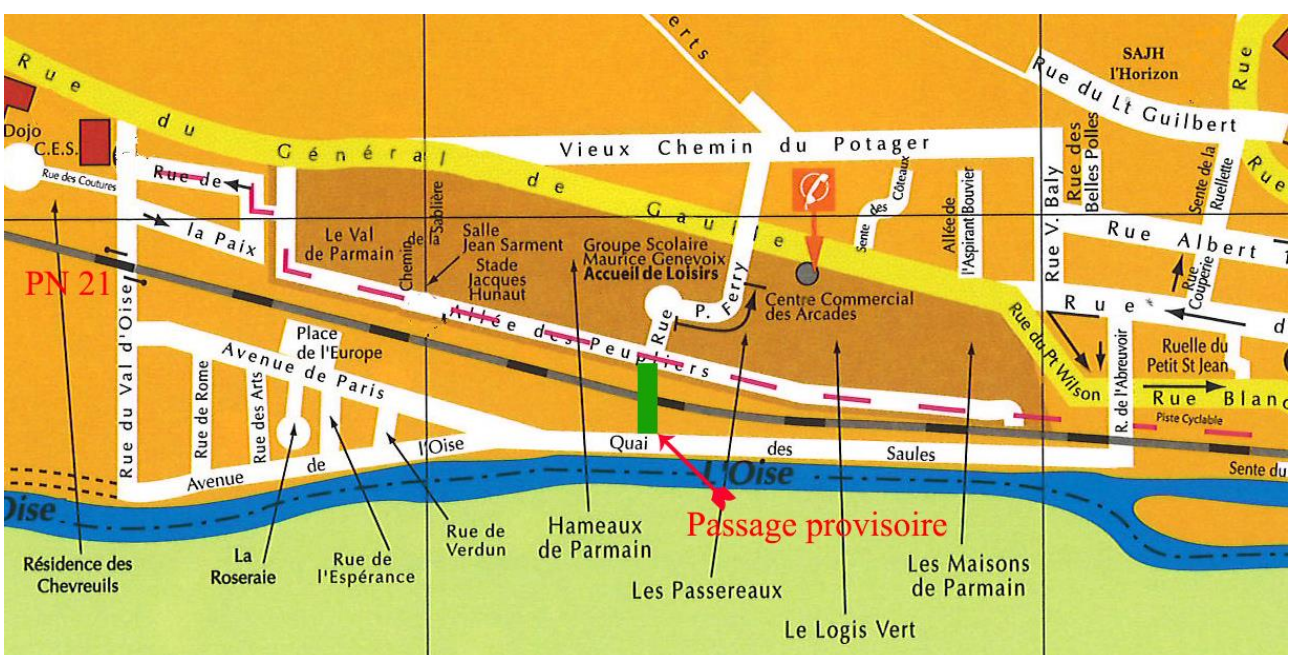 Rue du
Général
de
Gaulle
erts
SAJH
l'Horizon
Rue du Lt Guilbert
Rue
Rue
Dojo
C.E.S.
Rue des Coutures
Rue de
la Paix
Vieux Chemin du Potager
Rue des
Belles Polles
Sente de la
Ruellette
Rue V. Baly
Sente des
Côteaux
Allée de
l'Aspirant Bouvier
Rue Albert
Rue
Couperie
PN 21
Le Val
de Parmain
Chemin
de la
Sablière
Salle
Jean Sarment
Stade
Jacques
Hunaut
Groupe Scolaire
Maurice Genevoix
Accueil de Loisirs
Rue P. Ferry
Centre Commercial
des Arcades
Rue d
Allée des Peupliers
Rue du Pt Wilson
R. de l'Abreuvoir
Ruelle du
Petit St Jean
Rue Blanc
Piste Cyclable
Sente du
Rue du Val d'Oise
Place
de l'Europe
Avenue de Paris
Rue de Rome
Rue des Arts
Avenue de l'Oise
Quai des Saules
Oise
L'Oise
Passage provisoire
Résidence des
Chevreuils
La
Roseraie
Rue de
l'Espérance
Rue de
Verdun
Hameaux
de Parmain
Les Passereaux
Le Logis Vert
Les Maisons
de Parmain